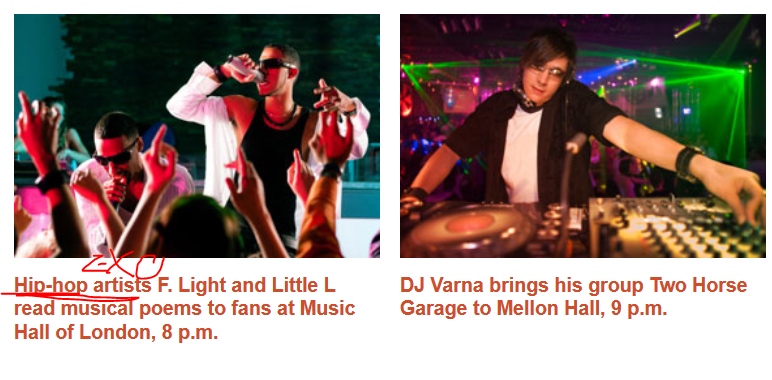 Hip-hop artists F. Light and Little L
read musical poems to fans at Music
Hall of London, 8 p.m.
DJ Varna brings his group Two Horse
Garage to Mellon Hall, 9 p.m.